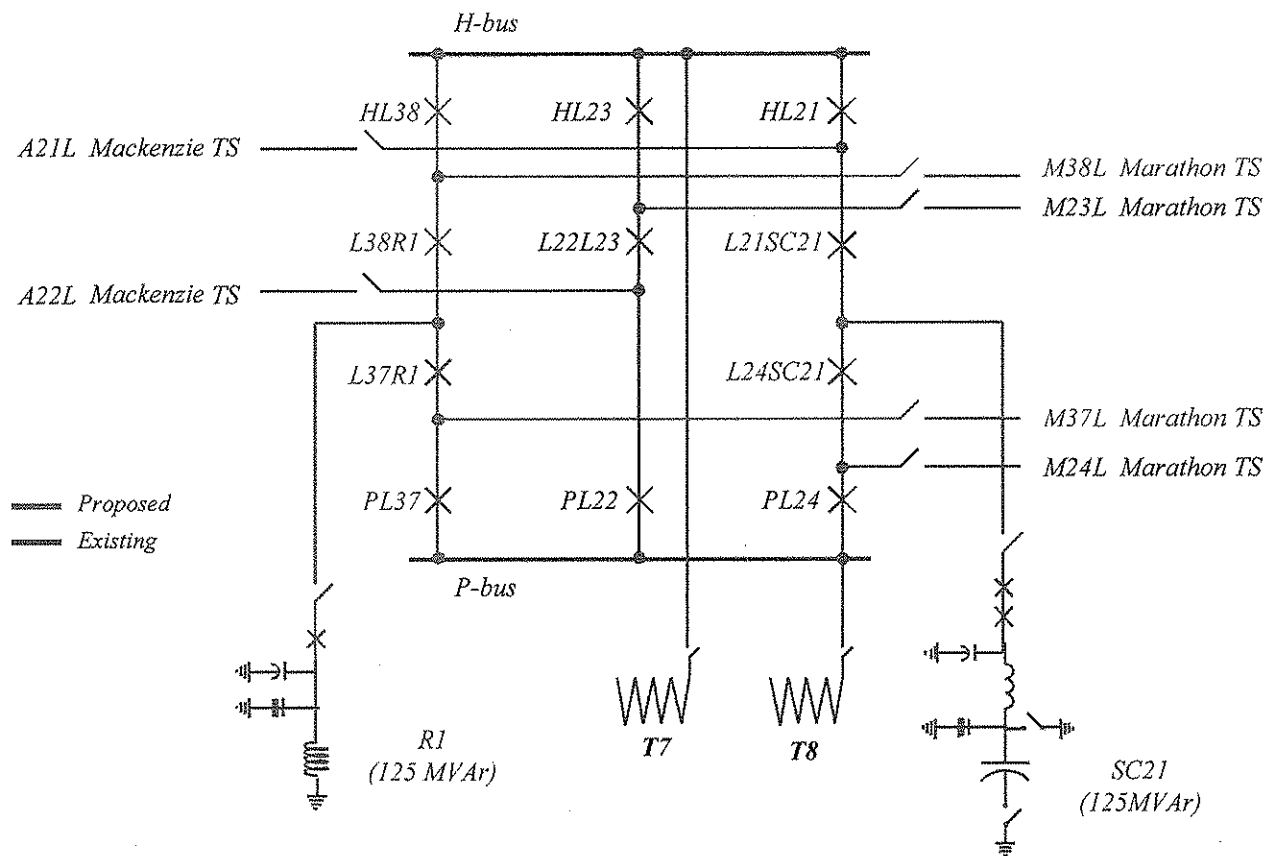 H-bus
HL38
HL23
HL21
A21L Mackenzie TS
M38L Marathon TS
M23L Marathon TS
L38R1
L22L23
L21SC21
A22L Mackenzie TS
L37R1
L24SC21
M37L Marathon TS
M24L Marathon TS
PL37
PL22
PL24
Proposed
Existing
P-bus
R1
(125 MVAr)
T7
T8
SC21
(125MVAr)